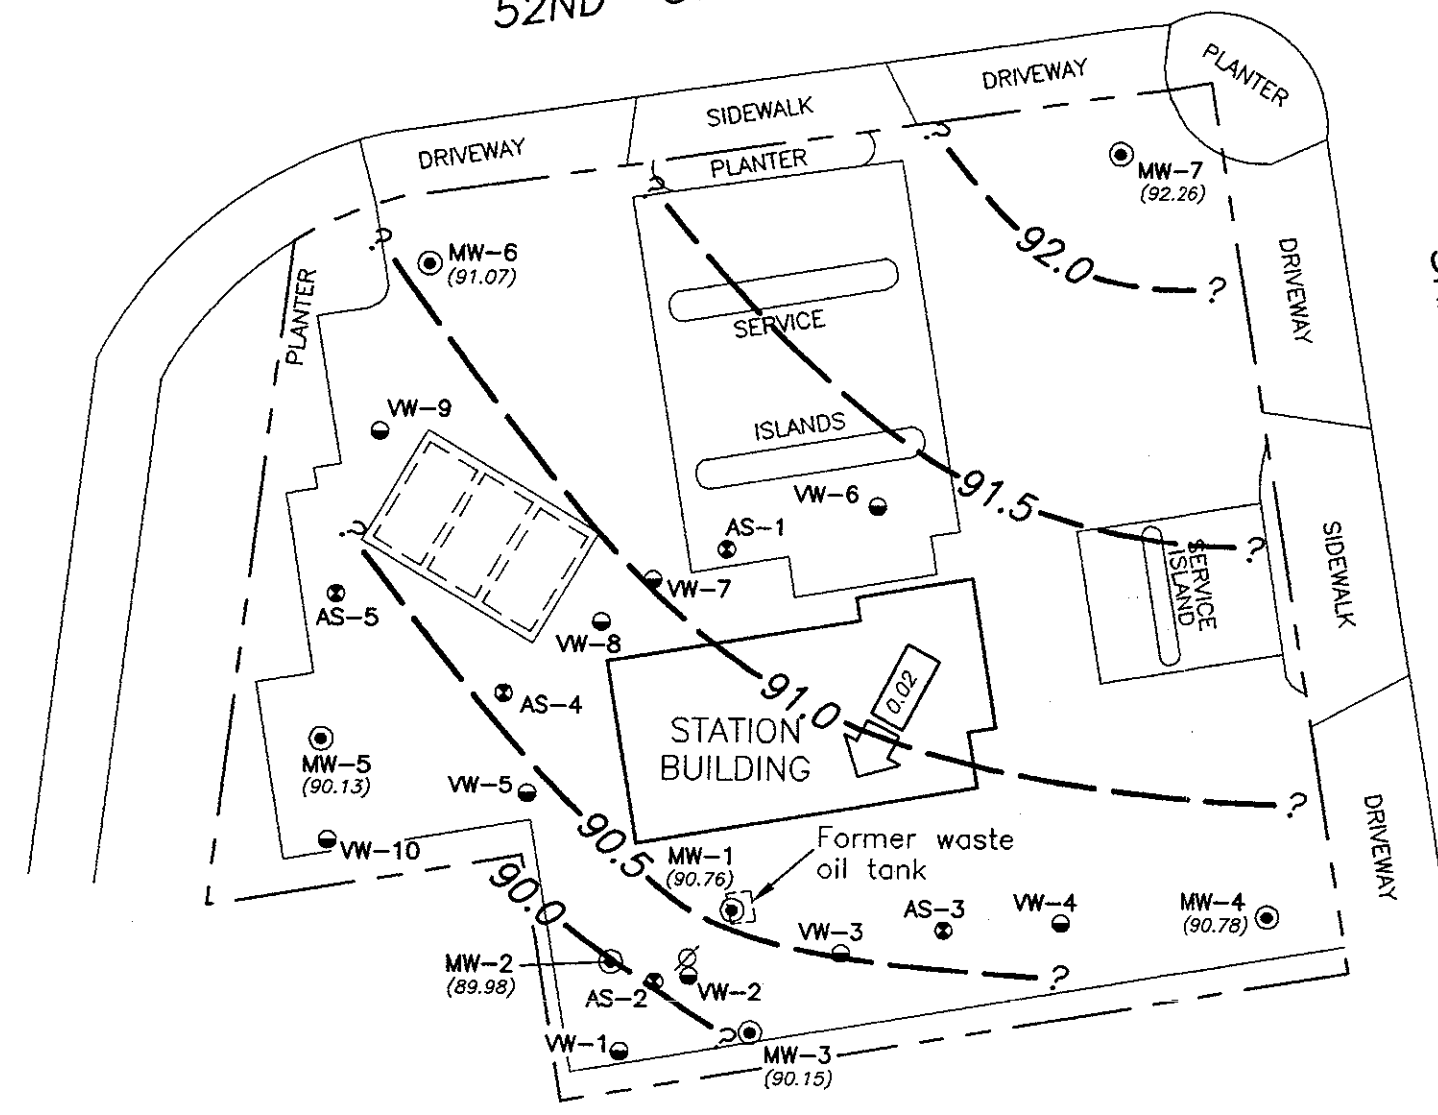 52ND
DRIVEWAY
PLANTER
SIDEWALK
DRIVEWAY
PLANTER
?
?
MW-7
(92.26)
?
MW-6
(91.07)
92.0
?
DRIVEWAY
PLANTER
SERVICE
VW-9
ISLANDS
91.5
VW-6
AS-1
?
?
SERVICE
ISLAND
SIDEWALK
VW-7
AS-5
VW-8
91.0
0.02
AS-4
STATION
BUILDING
MW-5
(90.13)
VW-5
?
DRIVEWAY
90.5
VW-10
MW-1
(90.76)
Former waste
oil tank
90.0
AS-3
VW-4
MW-4
(90.78)
VW-3
MW-2
(89.98)
AS-2
VW-2
?
VW-1
?
MW-3
(90.15)